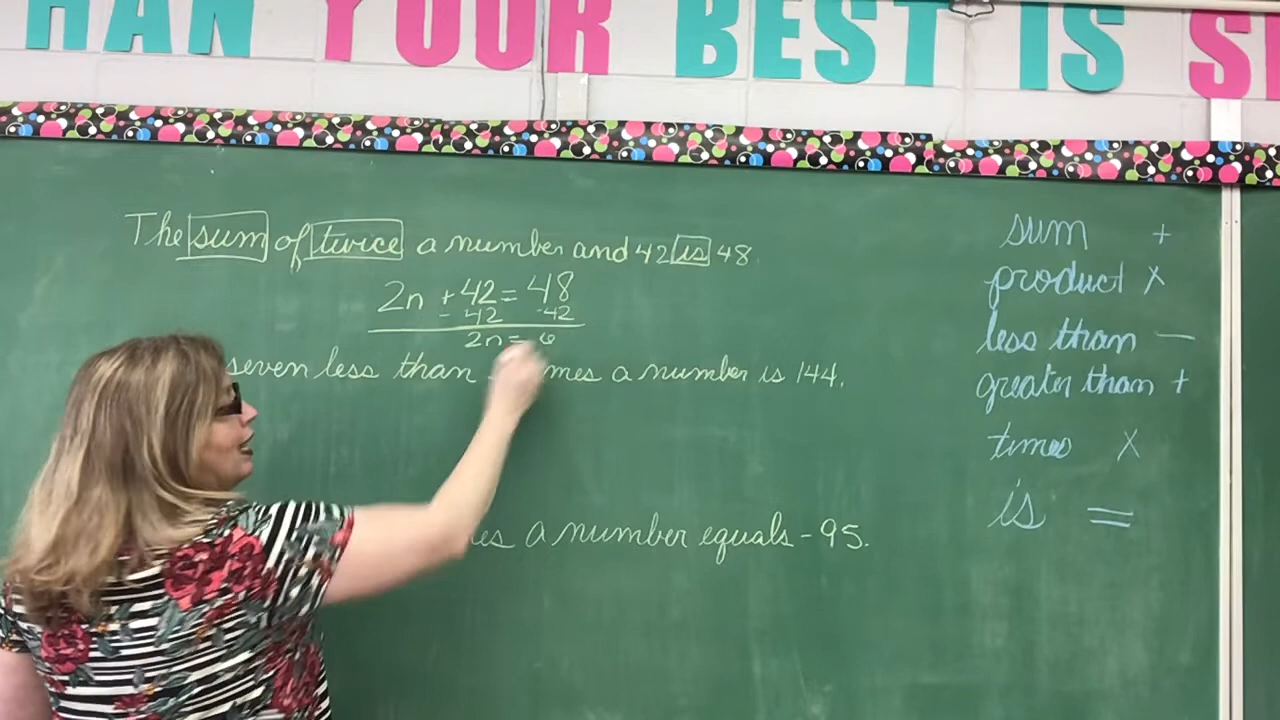 HAN YOUR BEST IS
The sum of twice a number and 42 is 48.
2n + 42 = 48
- 42 -42
2n = 6
seven less than a number is 144.
a number equals -95.
sum +
product x
less than —
greater than +
times x
is =